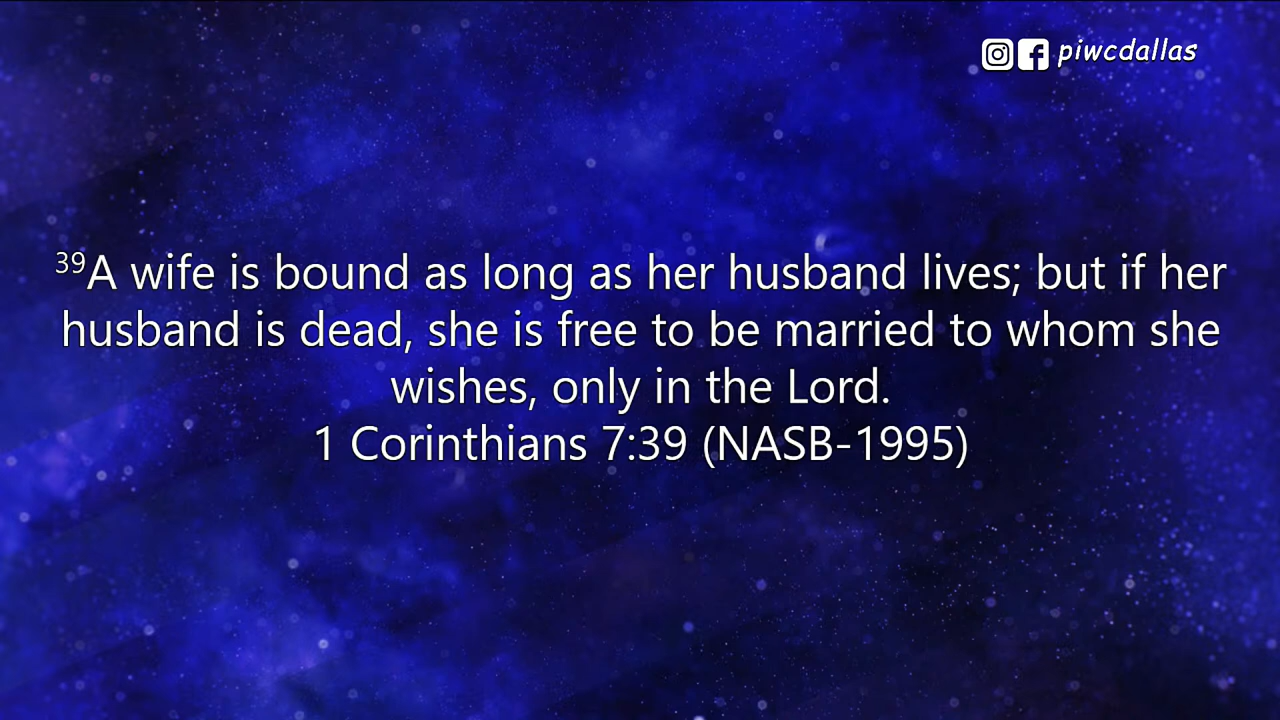 piwcdallas
39A wife is bound as long as her husband lives; but if her
husband is dead, she is free to be married to whom she
wishes, only in the Lord.
1 Corinthians 7:39 (NASB-1995)